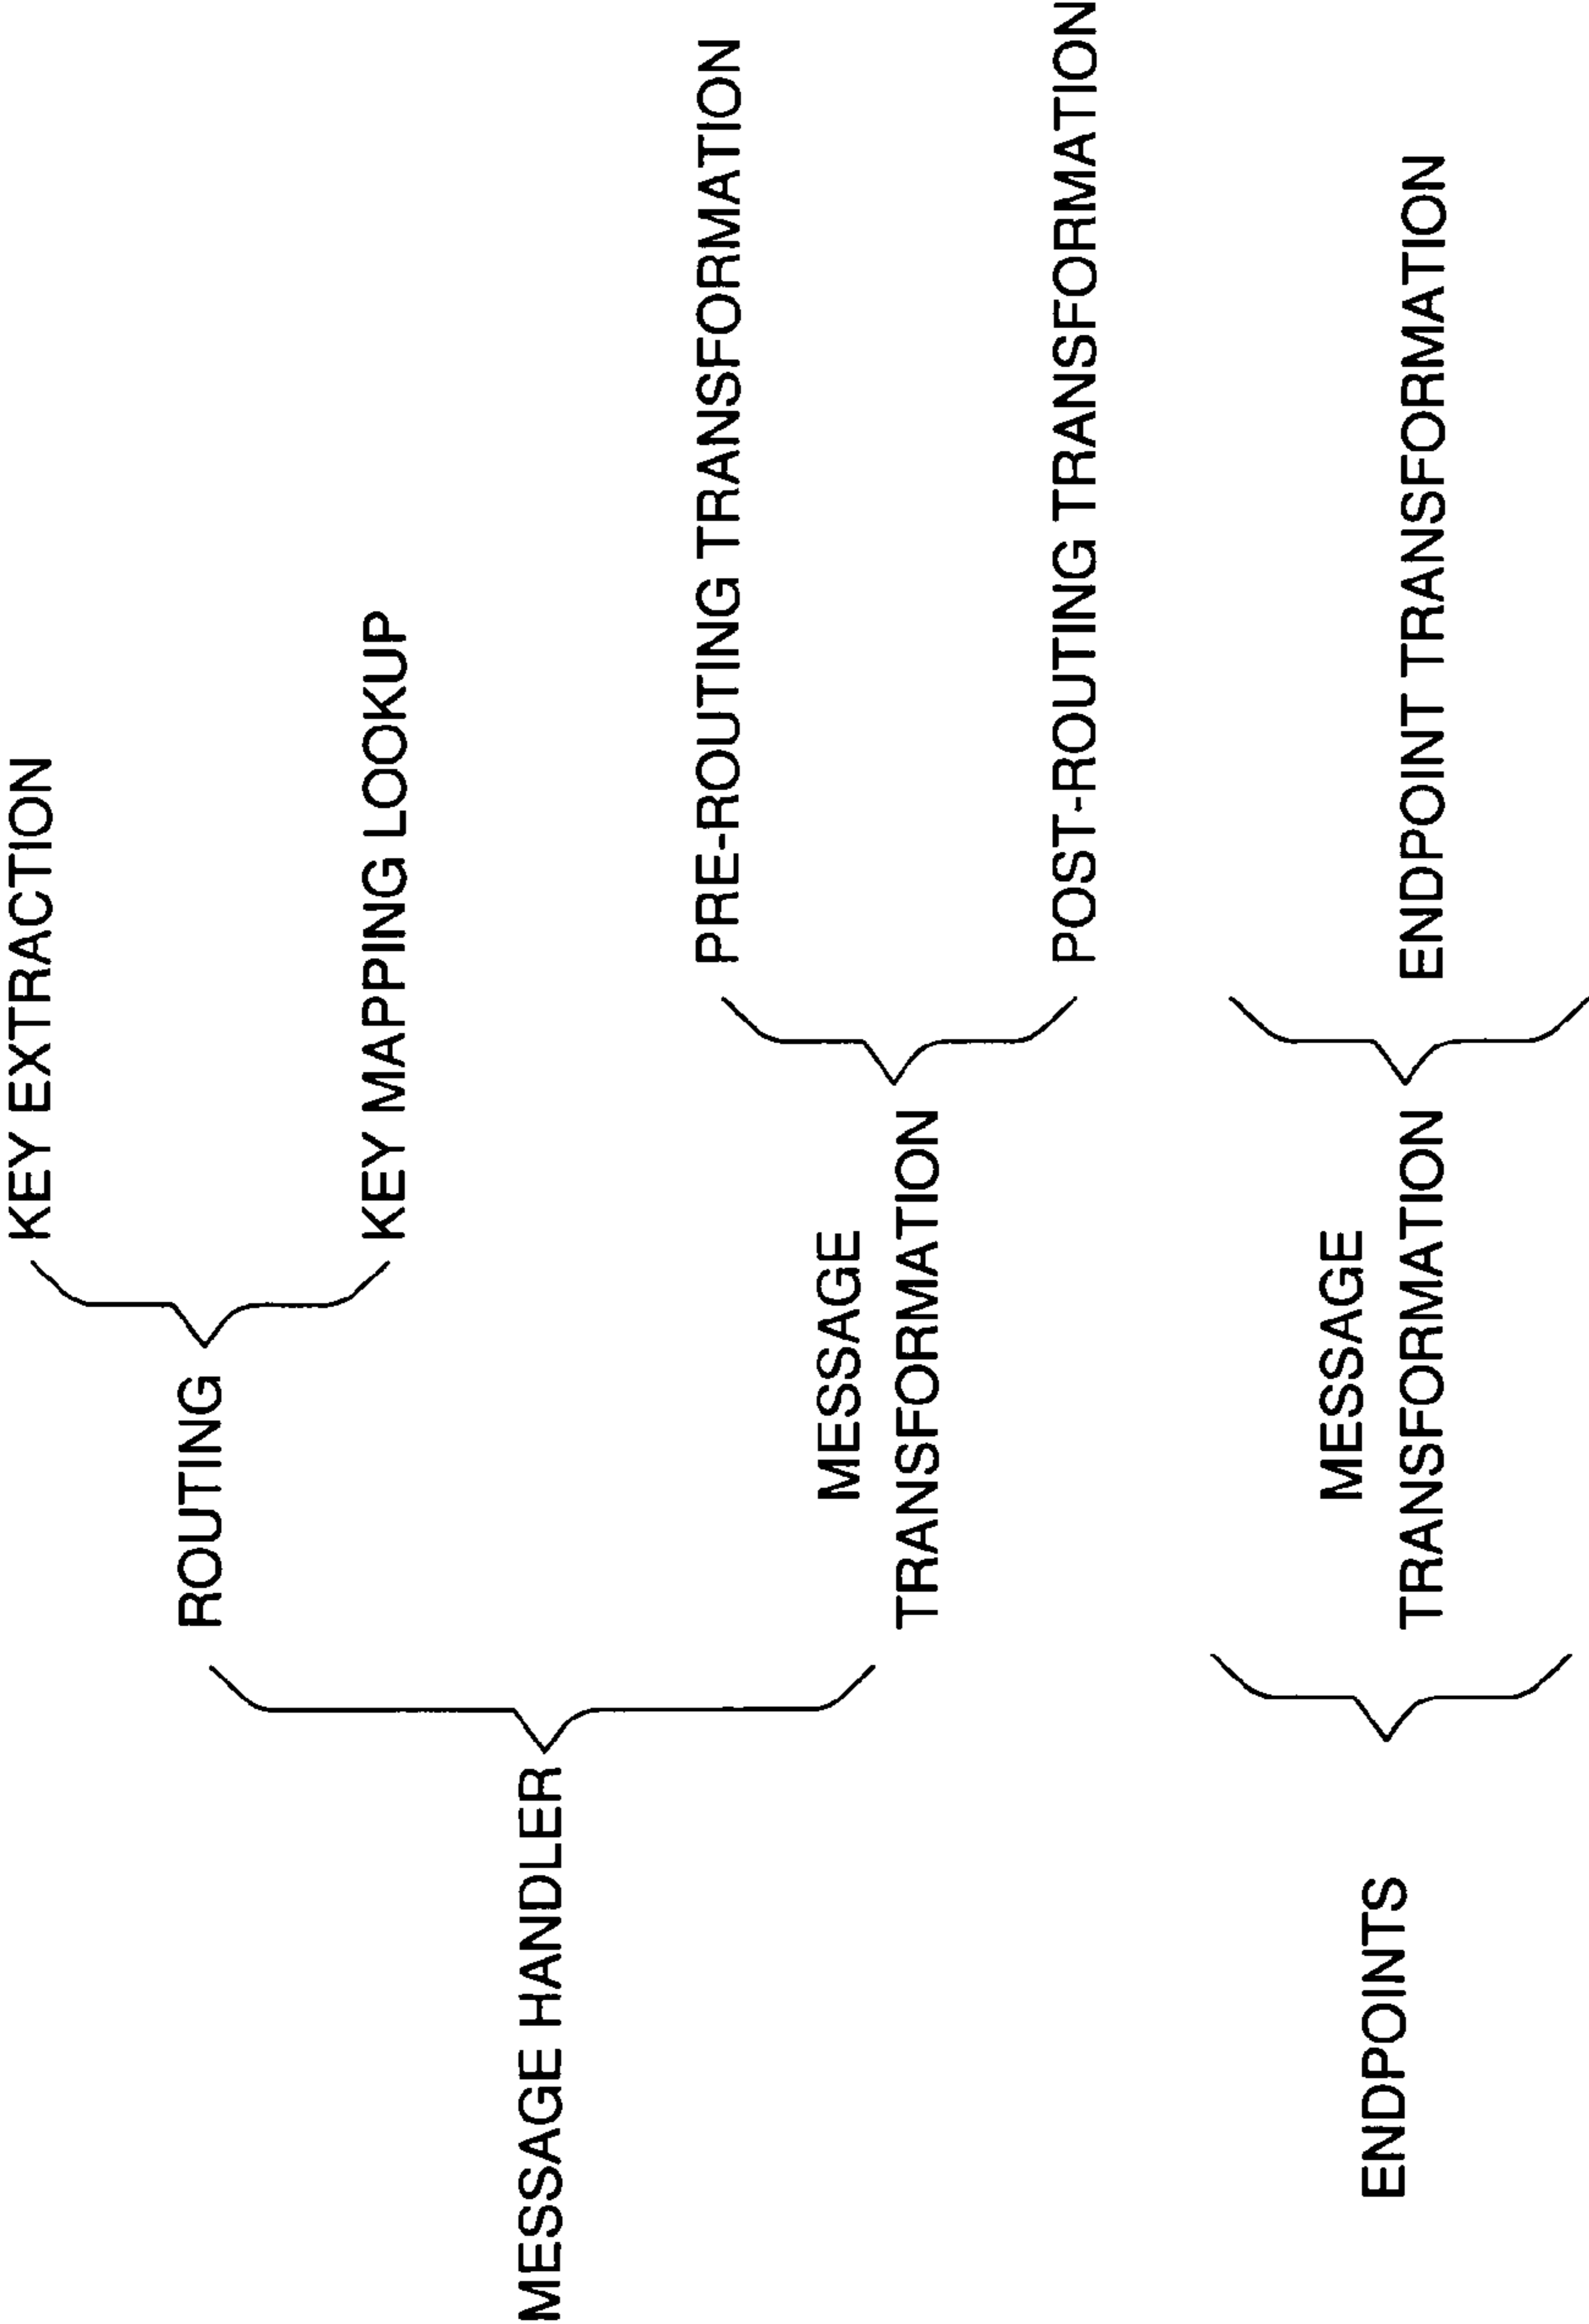 KEY EXTRACTION
ROUTING
KEY MAPPING LOOKUP
MESSAGE HANDLER
PRE-ROUTING TRANSFORMATION
MESSAGE
TRANSFORMATION
POST-ROUTING TRANSFORMATION
ENDPOINTS
MESSAGE
TRANSFORMATION
ENDPOINT TRANSFORMATION